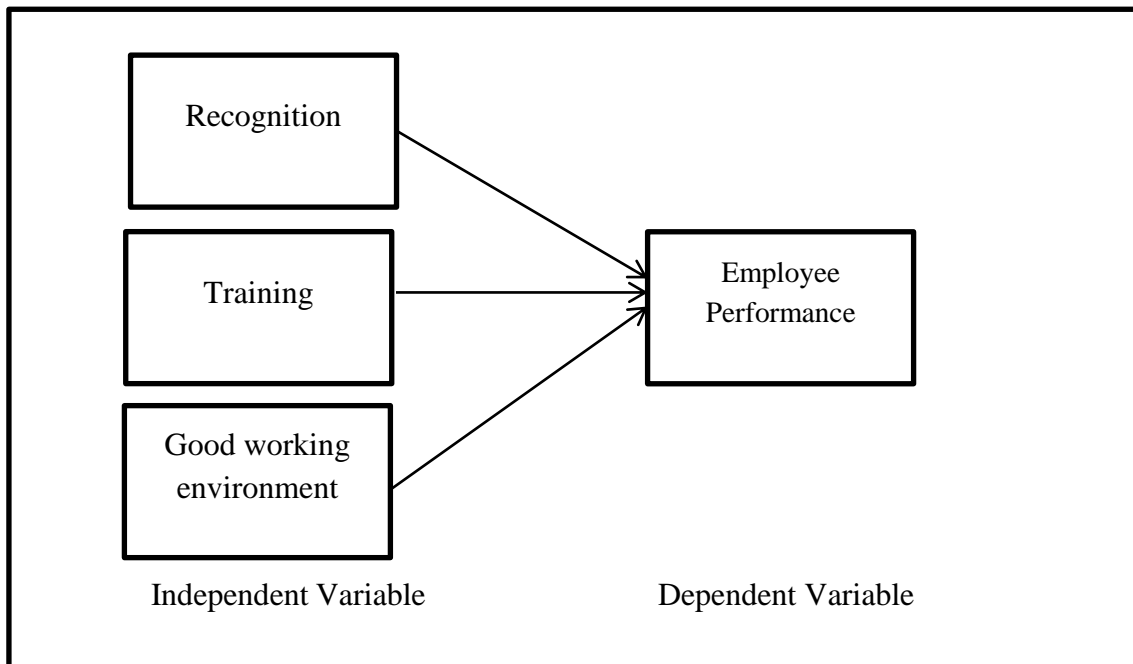 Recognition
Training
Employee
Performance
Good working
environment
Independent Variable
Dependent Variable